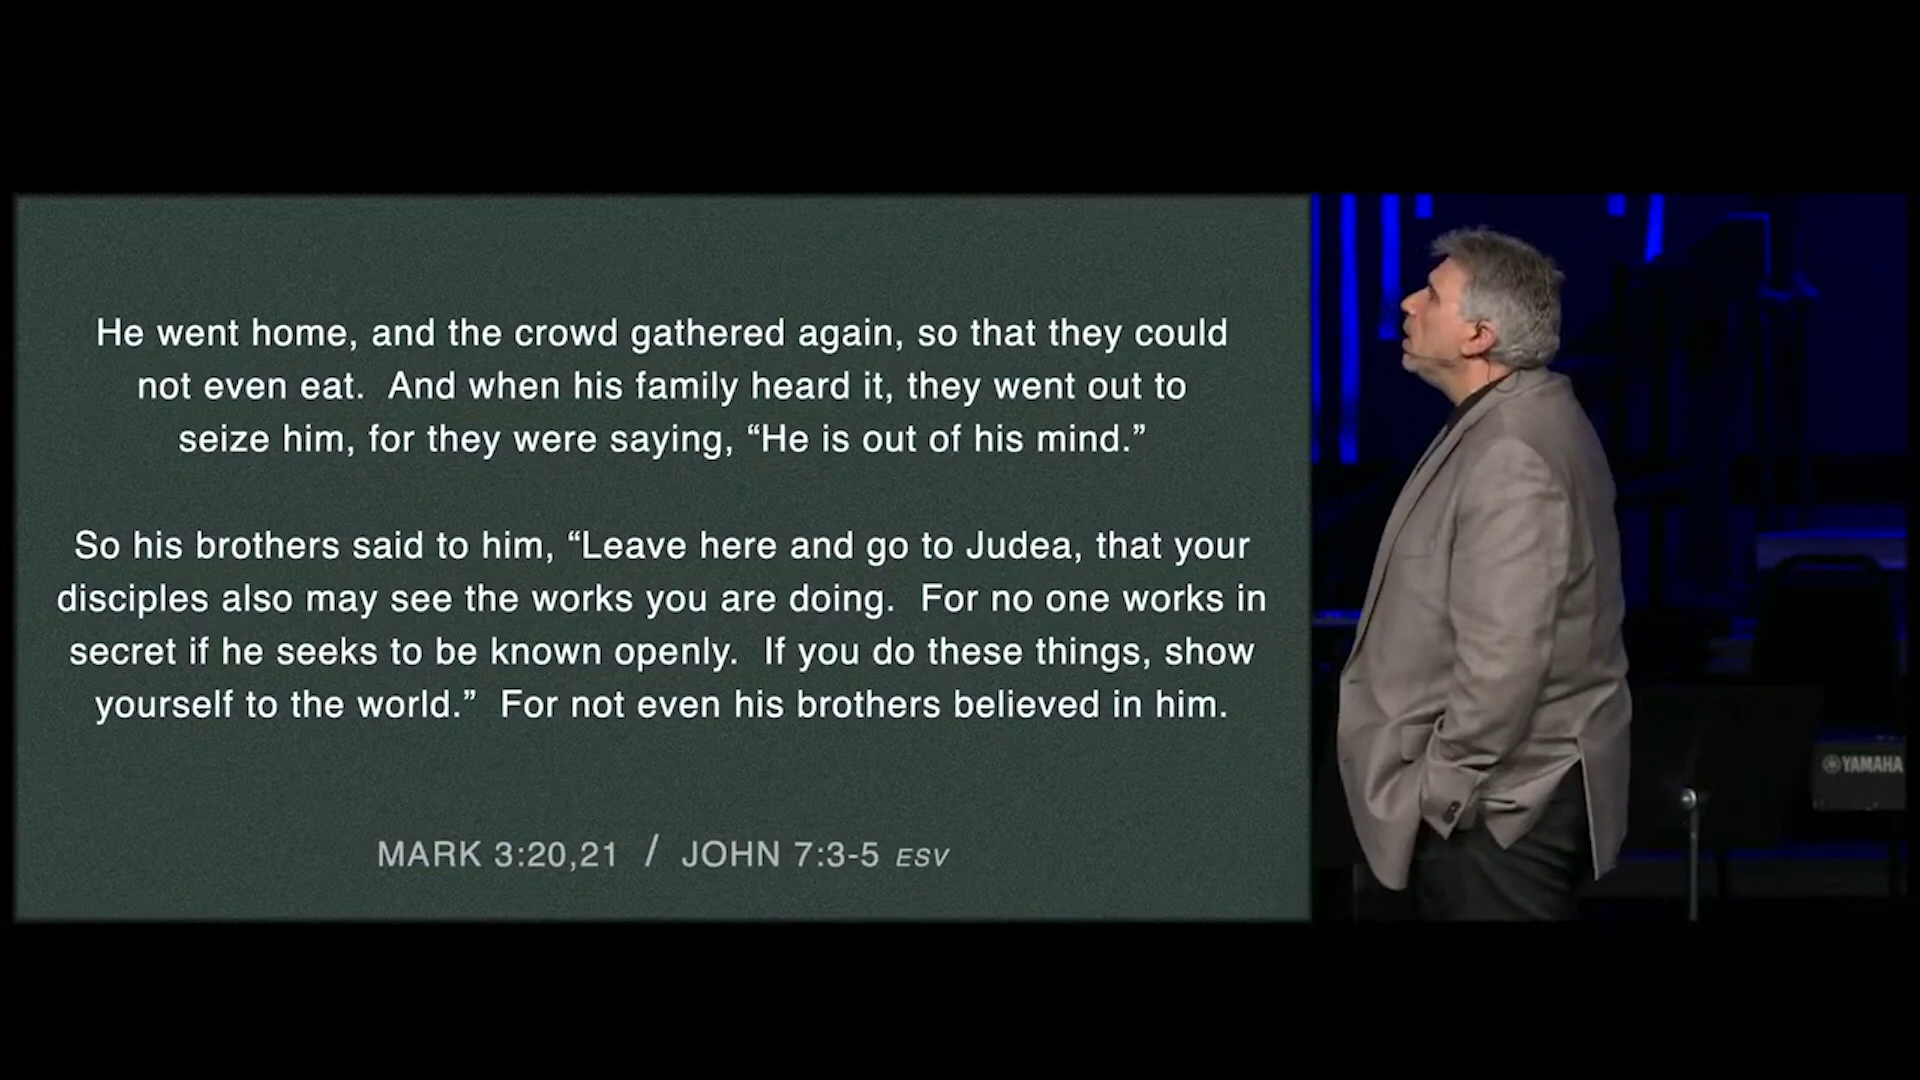 He went home, and the crowd gathered again, so that they could
not even eat.  And when his family heard it, they went out to
seize him, for they were saying, “He is out of his mind.”
So his brothers said to him, “Leave here and go to Judea, that your
disciples also may see the works you are doing.  For no one works in
secret if he seeks to be known openly.  If you do these things, show
yourself to the world.”  For not even his brothers believed in him.
MARK 3:20,21 / JOHN 7:3-5 ESV
YAMAHA